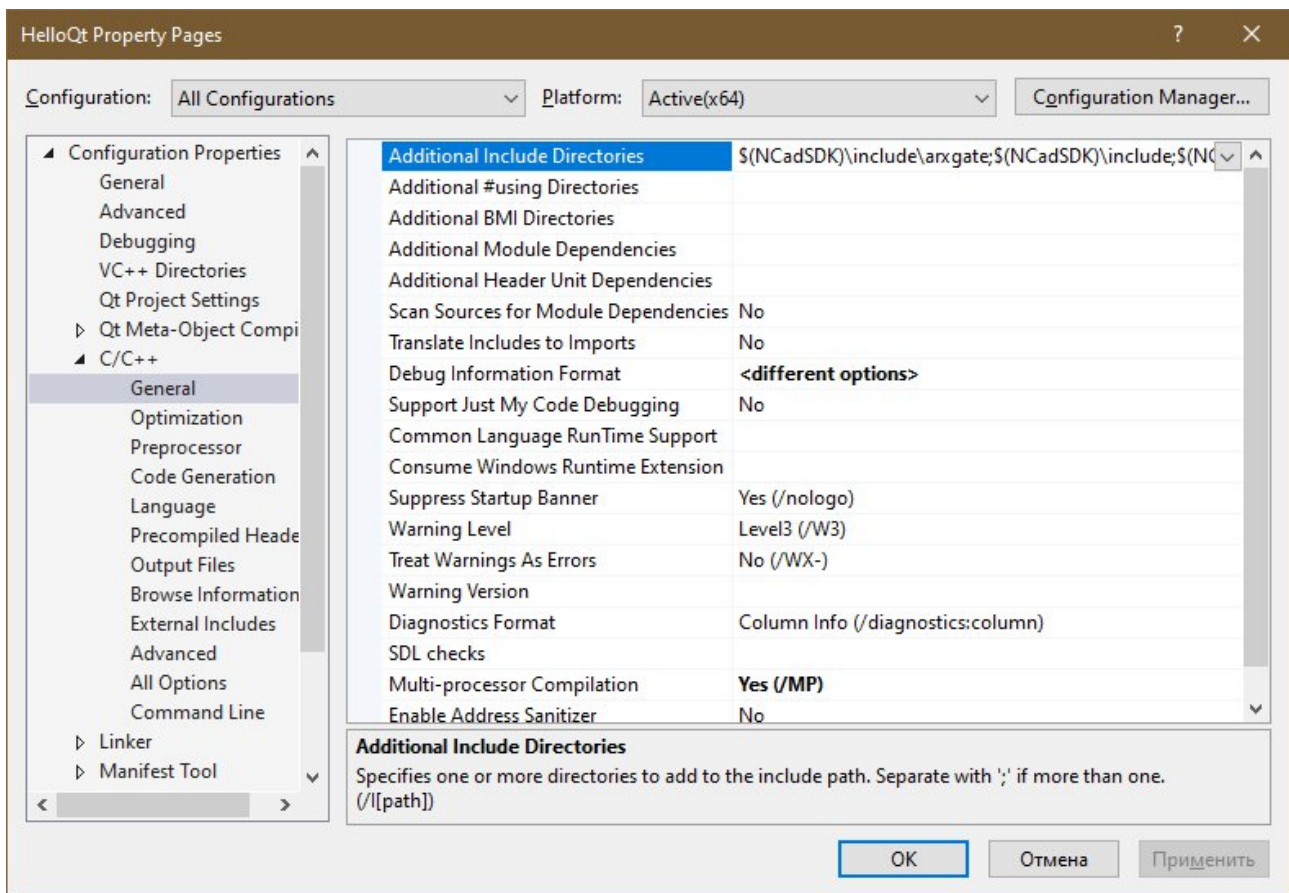 HelloQt Property Pages
Configuration: All Configurations Platform: Active(x64) Configuration Manager...
Configuration Properties
General
Advanced
Debugging
VC++ Directories
Qt Project Settings
Qt Meta-Object Compi
C/C++
General
Optimization
Preprocessor
Code Generation
Language
Precompiled Heade
Output Files
Browse Information
External Includes
Advanced
All Options
Command Line
Linker
Manifest Tool
Additional Include Directories $(NCadSDK)\include\arxgate;$(NCadSDK)\include;$(NC
Additional #using Directories
Additional BMI Directories
Additional Module Dependencies
Additional Header Unit Dependencies
Scan Sources for Module Dependencies No
Translate Includes to Imports No
Debug Information Format <different options>
Support Just My Code Debugging No
Common Language RunTime Support
Consume Windows Runtime Extension
Suppress Startup Banner Yes (/nologo)
Warning Level Level3 (/W3)
Treat Warnings As Errors No (/WX-)
Warning Version
Diagnostics Format Column Info (/diagnostics:column)
SDL checks
Multi-processor Compilation Yes (/MP)
Enable Address Sanitizer No
Additional Include Directories
Specifies one or more directories to add to the include path. Separate with ';' if more than one.
(/I[path])
OK Отмена Применить